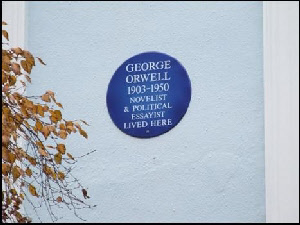 GEORGE
ORWELL
1903-1950
NOVELIST
& POLITICAL
ESSAYIST
LIVED HERE